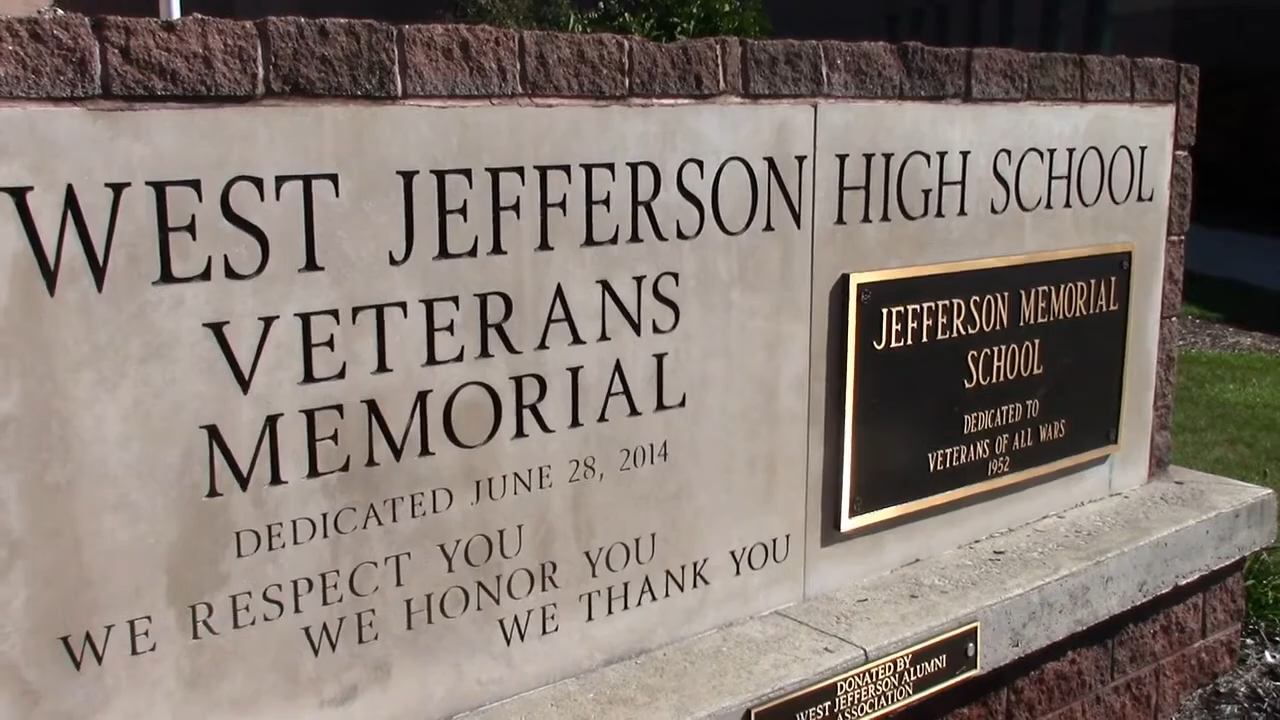 WEST JEFFERSON HIGH SCHOOL
VETERANS
MEMORIAL
DEDICATED JUNE 28, 2014
WE RESPECT YOU
WE HONOR YOU
WE THANK YOU
JEFFERSON MEMORIAL
SCHOOL
DEDICATED TO
VETERANS OF ALL WARS
1952
DONATED BY
WEST JEFFERSON ALUMNI
ASSOCIATION